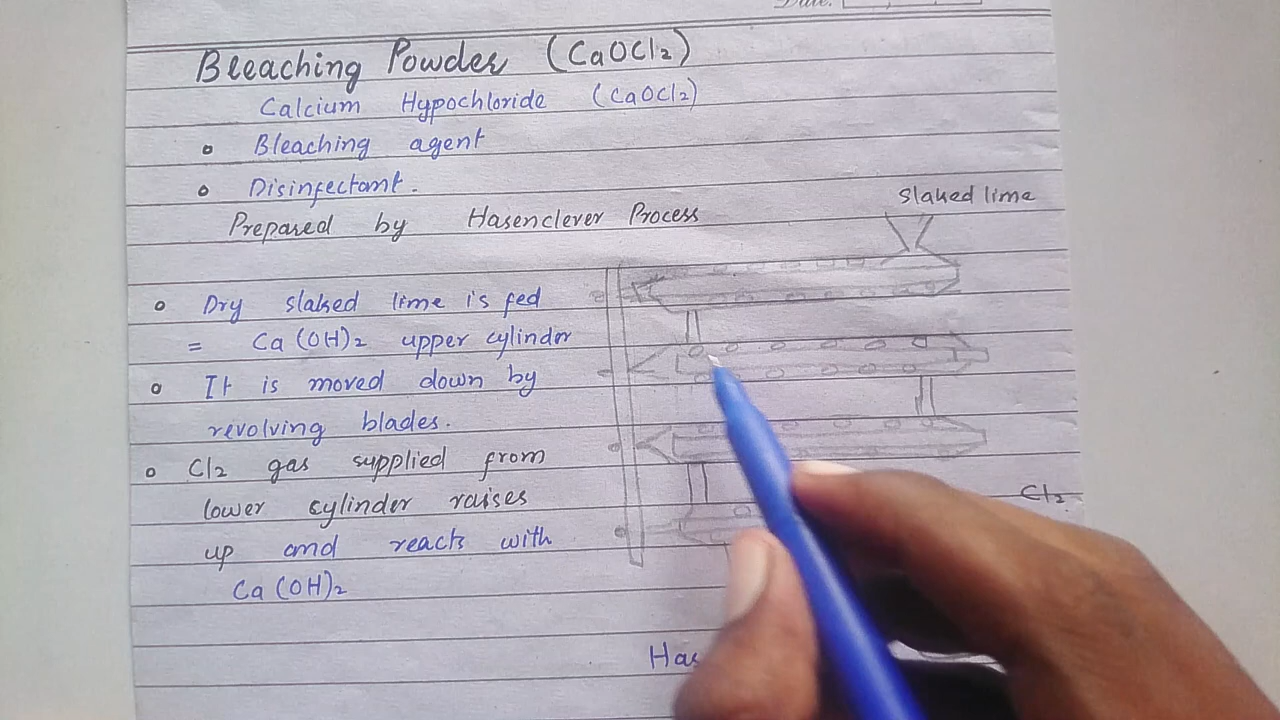 Date:
Bleaching Powder (CaOCl2)
Calcium Hypochloride (CaOCl2)
Bleaching agent
Disinfectant.
Prepared by Hasenclever Process
Slaked lime
Dry slaked lime is fed
= Ca(OH)2 upper cylinder
It is moved down by
revolving blades.
Cl2 gas supplied from
lower cylinder raises
up and reacts with
Ca(OH)2
Cl2
Has